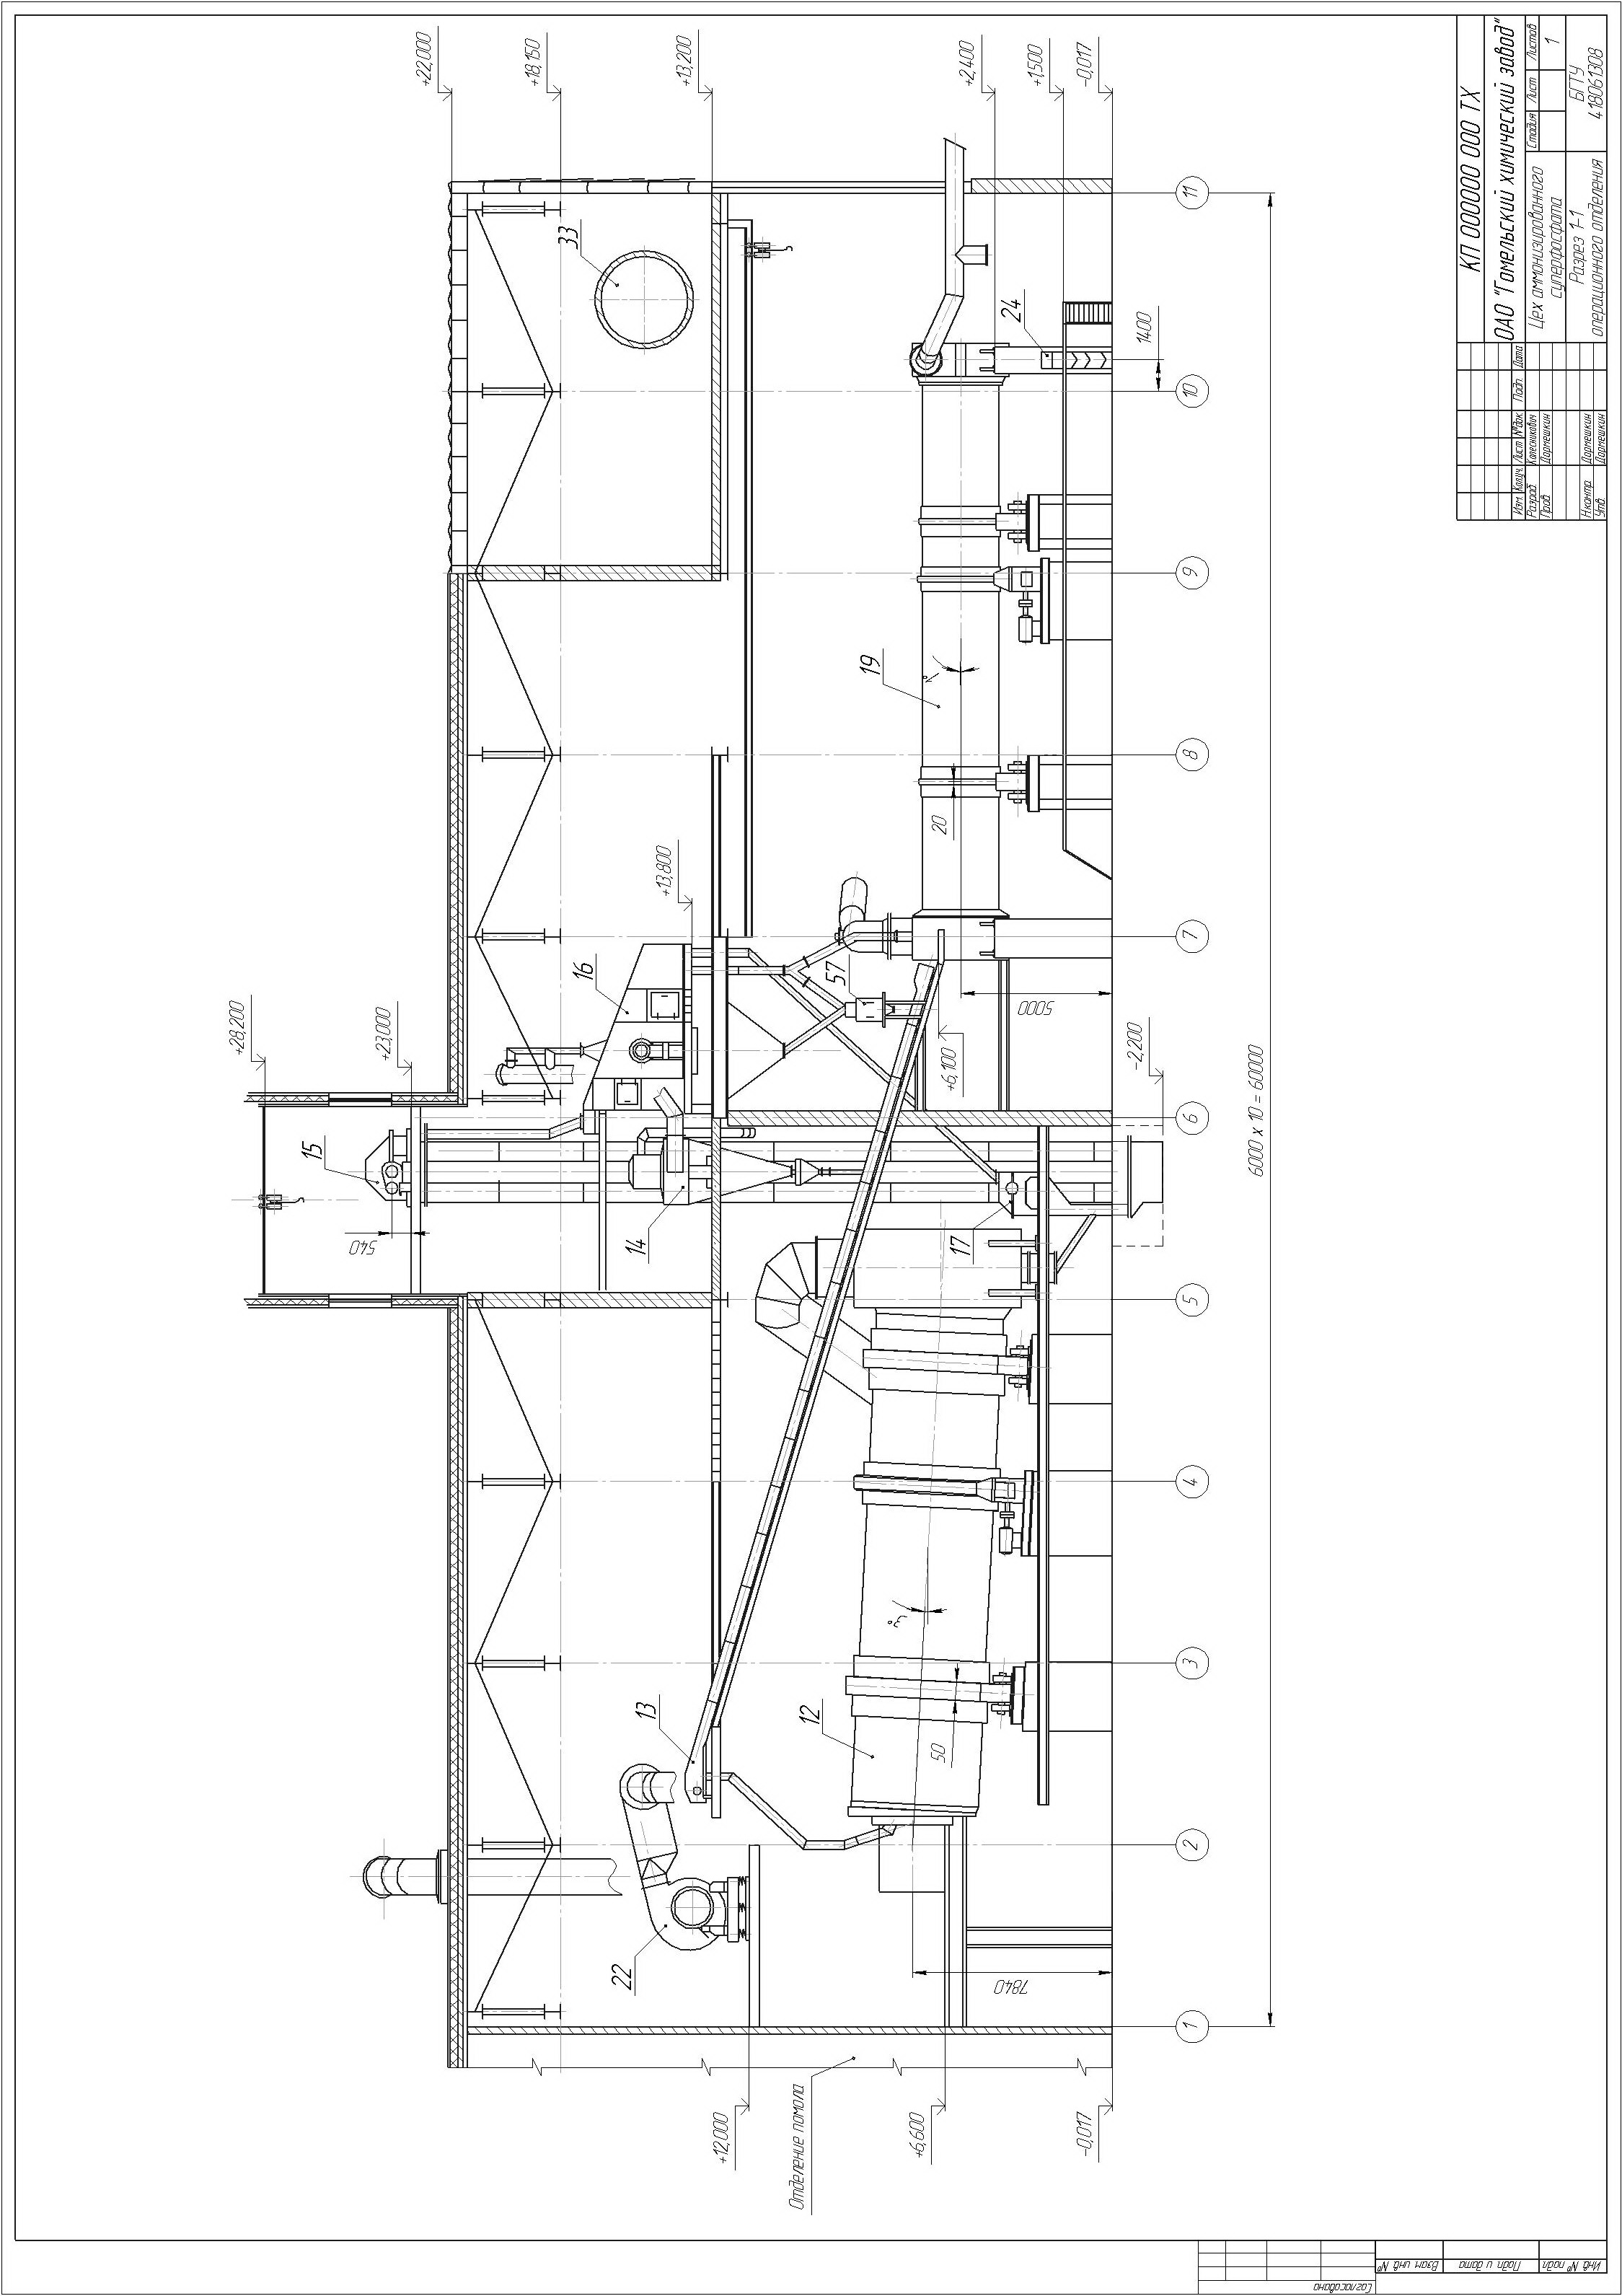 +28,200
+23,000
+22,000
+18,150
+13,200
+2,400
+1,500
-0,017
+13,800
+6,100
-2,200
+12,000
+6,600
-0,017
15
16
33
14
57
19
24
13
22
12
17
540
5000
7840
1400
20
50
3°
1°
Отделение помола
1
2
3
4
5
6
7
8
9
10
11
6000 x 10 = 60000
КП 000000 000 ТХ
ОАО "Гомельский химический завод"
Изм. Кол.уч. Лист №док. Подп. Дата
Разраб. Колесникович
Пров. Дормешкин
Н.контр. Дормешкин
Утв. Дормешкин
Цех аммонизированного
суперфосфата
Стадия Лист Листов
1
Разрез 1-1
операционного отделения
БГТУ
418061308
Согласовано
Взам. инв. №
Подп. и дата
Инв. № подл.